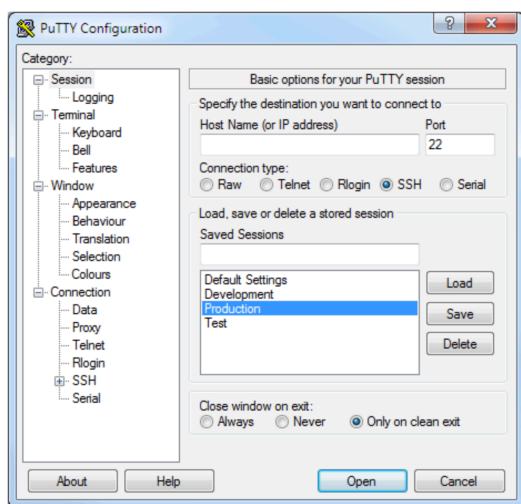 PuTTY Configuration
Category:
Session
Logging
Terminal
Keyboard
Bell
Features
Window
Appearance
Behaviour
Translation
Selection
Colours
Connection
Data
Proxy
Telnet
Rlogin
SSH
Serial
Basic options for your PuTTY session
Specify the destination you want to connect to
Host Name (or IP address) Port
22
Connection type:
Raw Telnet Rlogin SSH Serial
Load, save or delete a stored session
Saved Sessions
Default Settings
Development
Production
Test
Load
Save
Delete
Close window on exit:
Always Never Only on clean exit
About Help Open Cancel